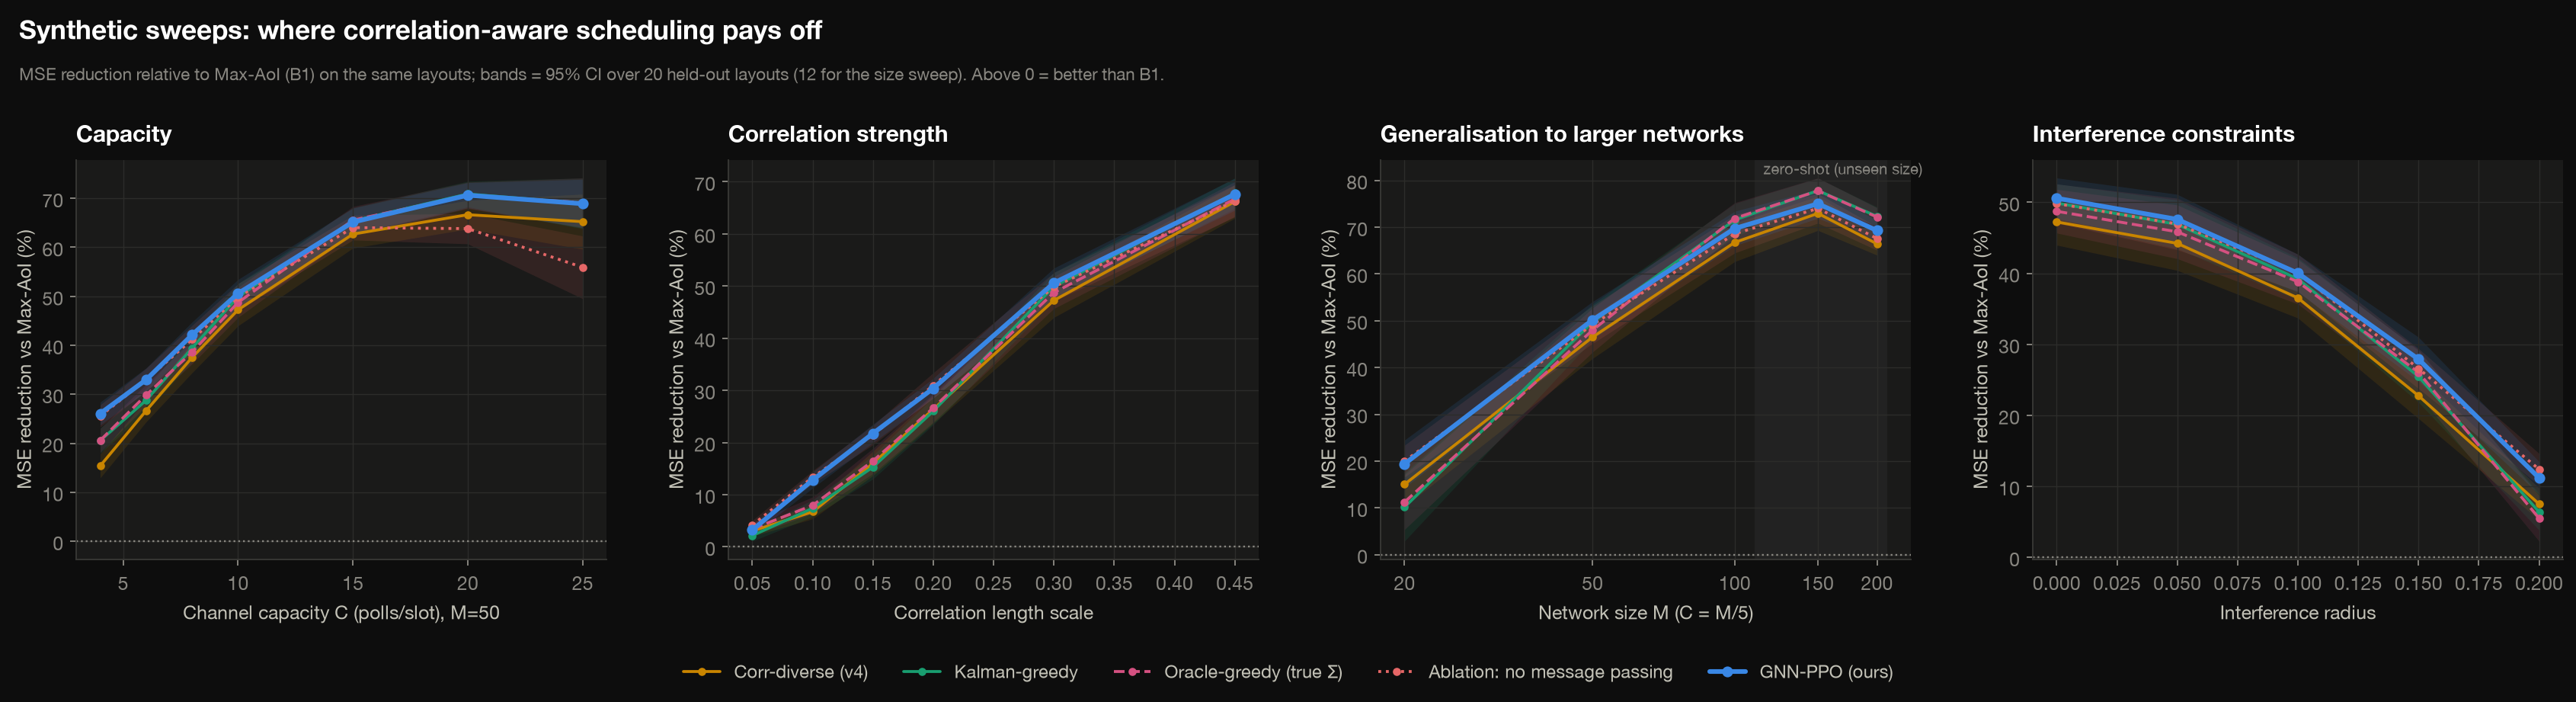 Synthetic sweeps: where correlation-aware scheduling pays off
MSE reduction relative to Max-AoI (B1) on the same layouts; bands = 95% CI over 20 held-out layouts (12 for the size sweep). Above 0 = better than B1.
Capacity
MSE reduction vs Max-AoI (%)
70
60
50
40
30
20
10
0
5 10 15 20 25
Channel capacity C (polls/slot), M=50
Correlation strength
MSE reduction vs Max-AoI (%)
70
60
50
40
30
20
10
0
0.05 0.10 0.15 0.20 0.25 0.30 0.35 0.40 0.45
Correlation length scale
Generalisation to larger networks
zero-shot (unseen size)
MSE reduction vs Max-AoI (%)
80
70
60
50
40
30
20
10
0
20 50 100 150 200
Network size M (C = M/5)
Interference constraints
MSE reduction vs Max-AoI (%)
50
40
30
20
10
0
0.000 0.025 0.050 0.075 0.100 0.125 0.150 0.175 0.200
Interference radius
Corr-diverse (v4) Kalman-greedy Oracle-greedy (true Σ) Ablation: no message passing GNN-PPO (ours)